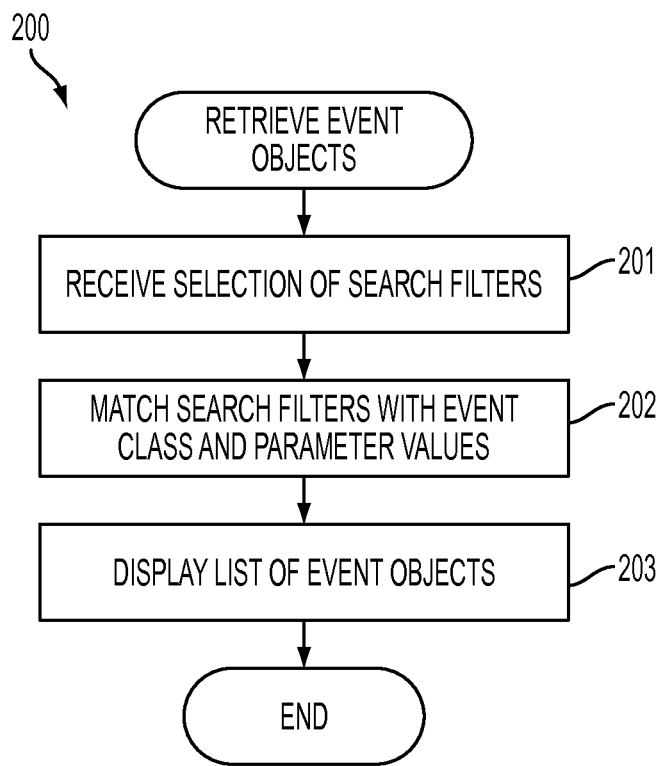 200
RETRIEVE EVENT
OBJECTS
RECEIVE SELECTION OF SEARCH FILTERS
201
MATCH SEARCH FILTERS WITH EVENT
CLASS AND PARAMETER VALUES
202
DISPLAY LIST OF EVENT OBJECTS
203
END